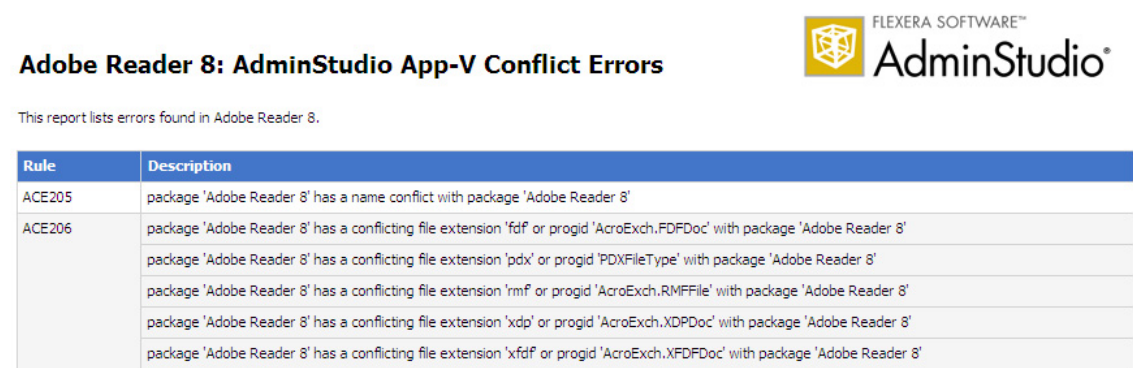 FLEXERA SOFTWARE™
AdminStudio®
Adobe Reader 8: AdminStudio App-V Conflict Errors
This report lists errors found in Adobe Reader 8.
Rule Description
ACE205 package 'Adobe Reader 8' has a name conflict with package 'Adobe Reader 8'
ACE206 package 'Adobe Reader 8' has a conflicting file extension 'fdf' or progid 'AcroExch.FDFDoc' with package 'Adobe Reader 8'
package 'Adobe Reader 8' has a conflicting file extension 'pdx' or progid 'PDXFileType' with package 'Adobe Reader 8'
package 'Adobe Reader 8' has a conflicting file extension 'rmf' or progid 'AcroExch.RMFFile' with package 'Adobe Reader 8'
package 'Adobe Reader 8' has a conflicting file extension 'xdp' or progid 'AcroExch.XDPDoc' with package 'Adobe Reader 8'
package 'Adobe Reader 8' has a conflicting file extension 'xfdf' or progid 'AcroExch.XFDFDoc' with package 'Adobe Reader 8'